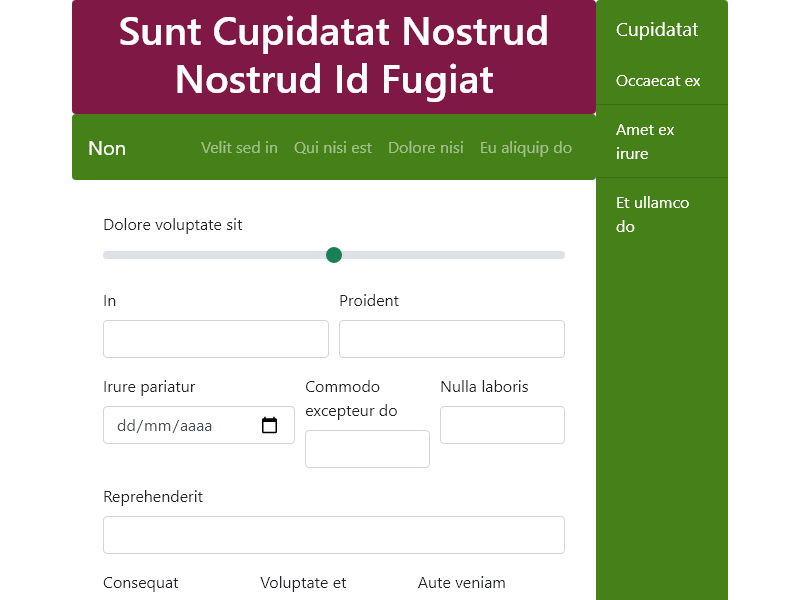 Sunt Cupidatat Nostrud
Nostrud Id Fugiat
Non
Velit sed in
Qui nisi est
Dolore nisi
Eu aliquip do
Cupidatat
Occaecat ex
Amet ex
irure
Et ullamco
do
Dolore voluptate sit
In
Proident
Irure pariatur
dd/mm/aaaa
Commodo
excepteur do
Nulla laboris
Reprehenderit
Consequat
Voluptate et
Aute veniam